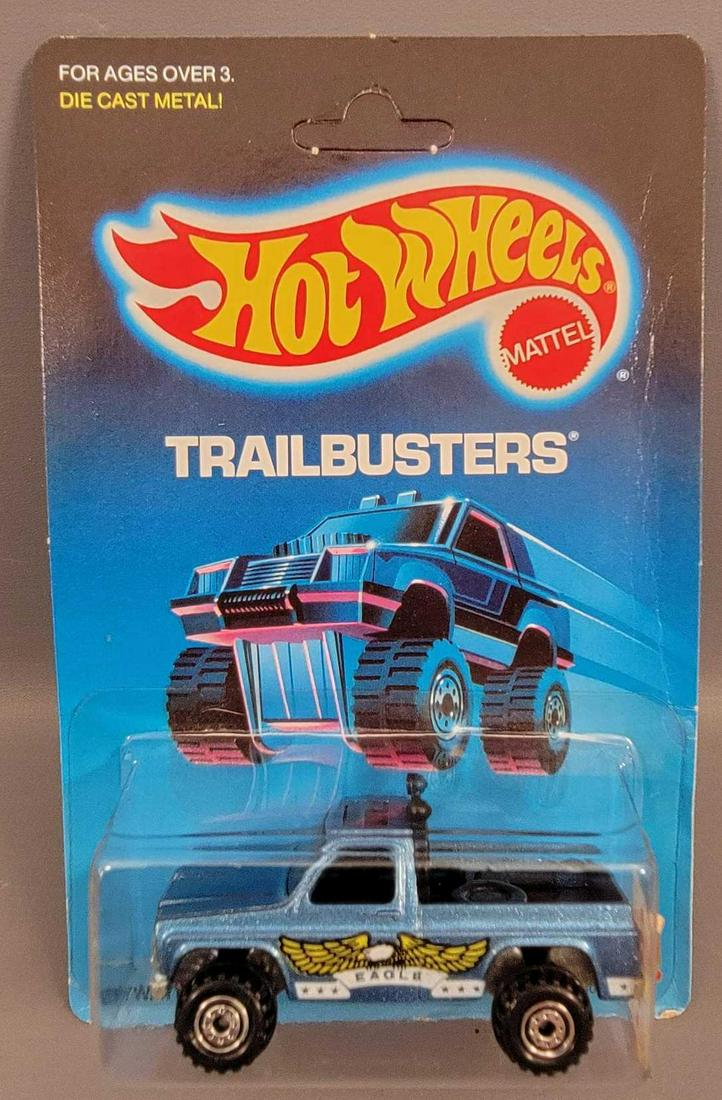 FOR AGES OVER 3.
DIE CAST METAL!
HOT WHEELS®
MATTEL
®
TRAILBUSTERS®
EAGLE